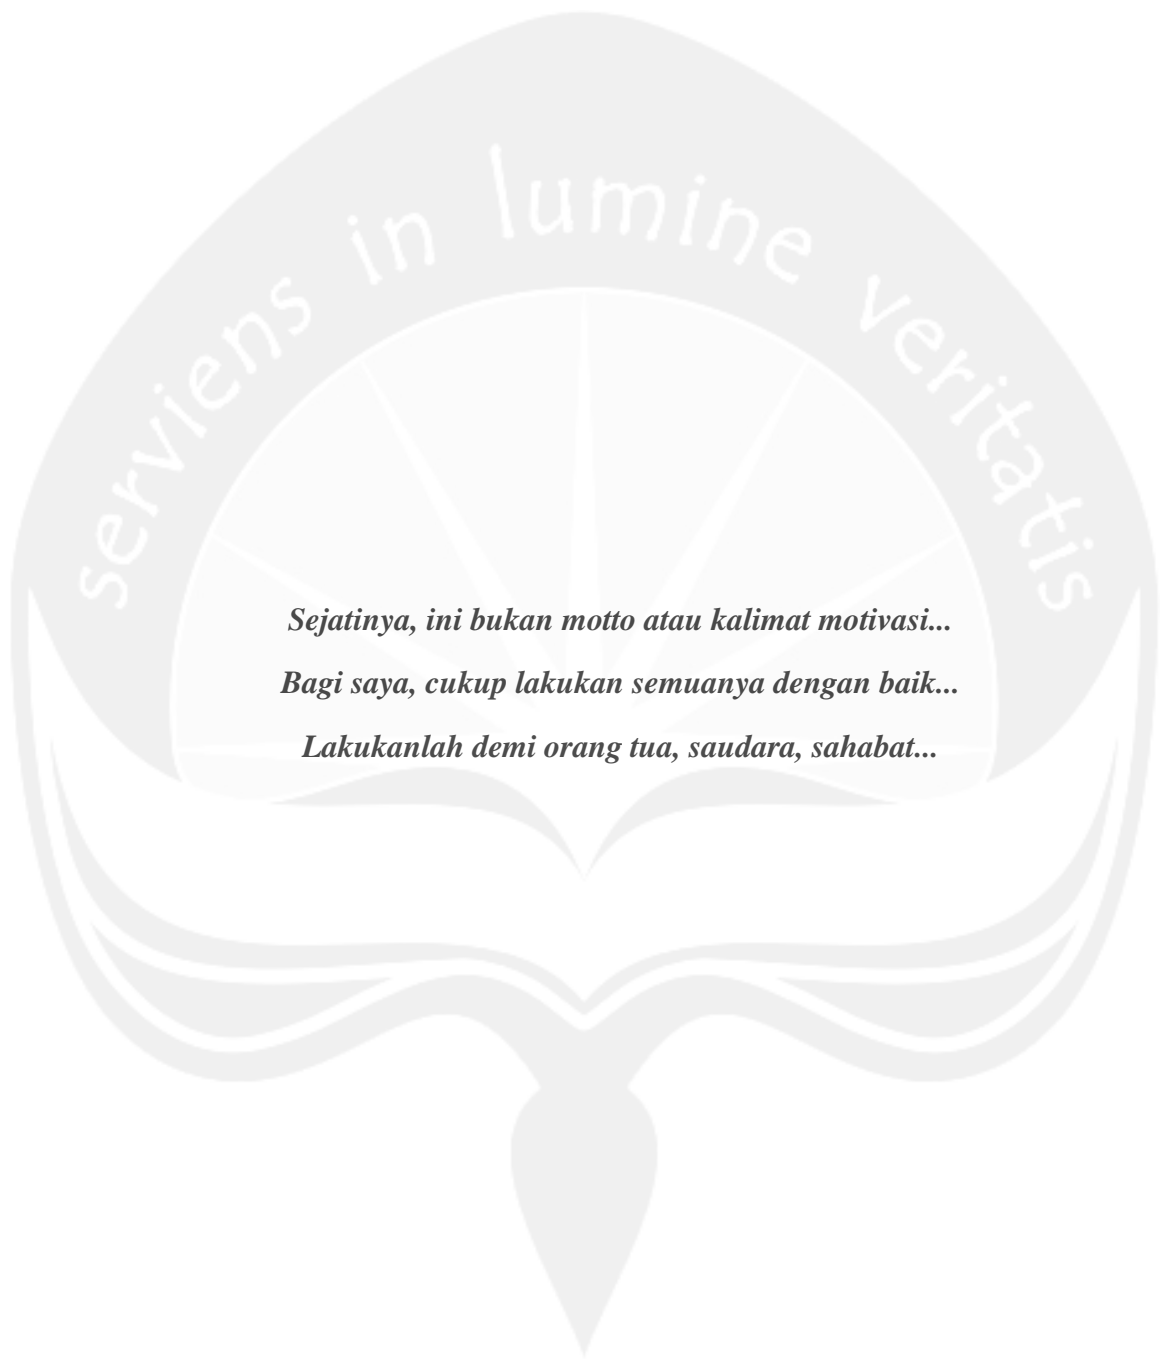 serviens in lumine veritatis
Sejatinya, ini bukan motto atau kalimat motivasi...
Bagi saya, cukup lakukan semuanya dengan baik...
Lakukanlah demi orang tua, saudara, sahabat...